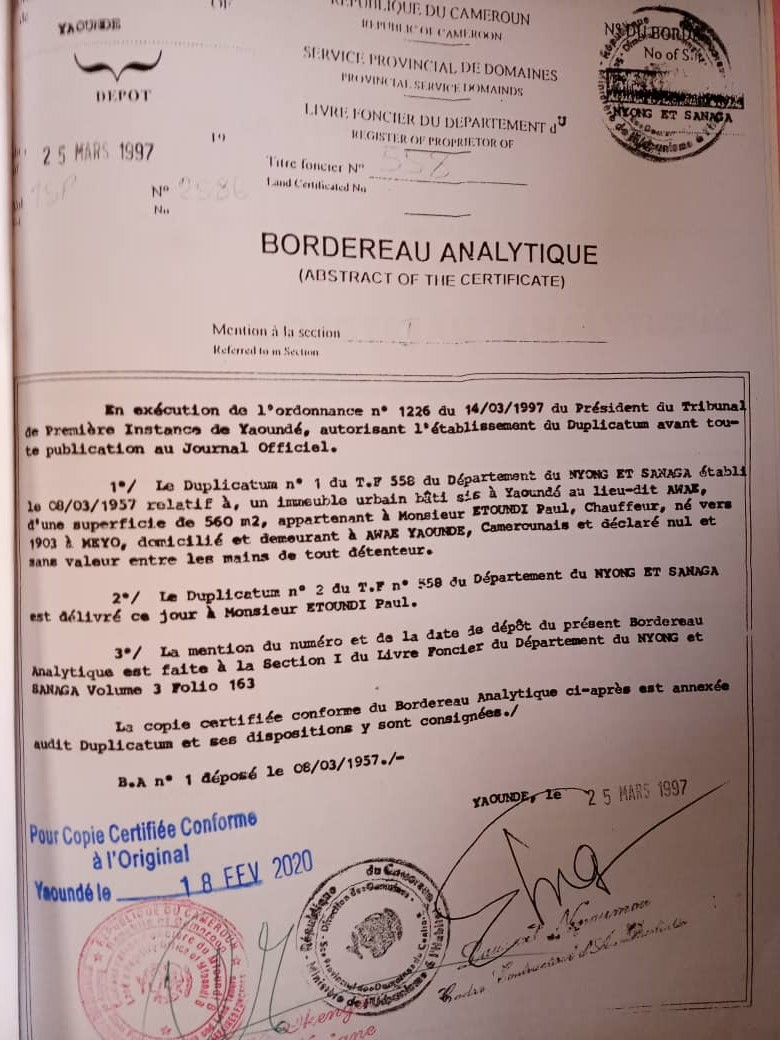 REPUBLIQUE DU CAMEROUN
REPUBLIC OF CAMEROON
YAOUNDE
No of S
SERVICE PROVINCIAL DE DOMAINES
PROVINCIAL SERVICE DOMAINDS
DEPOT
NYONG ET SANAGA
LIVRE FONCIER DU DEPARTEMENT dU
REGISTER OF PROPRIETOR OF
25 MARS 1997
19
Titre foncier N° 558
Land Certificated No
N° 2586
No
BORDEREAU ANALYTIQUE
(ABSTRACT OF THE CERTIFICATE)
Mention à la section I
Referred to in Section
En exécution de l'ordonnance n° 1226 du 14/03/1997 du Président du Tribunal
de Première Instance de Yaoundé, autorisant l'établissement du Duplicatum avant tou-
te publication au Journal Officiel.
1°/ Le Duplicatum n° 1 du T.F 558 du Département du NYONG ET SANAGA établi
le 08/03/1957 relatif à, un immeuble urbain bâti sis à Yaoundé au lieu-dit AWAE,
d'une superficie de 560 m2, appartenant à Monsieur ETOUNDI Paul, Chauffeur, né vers
1903 à MEYO, domicilié et demeurant à AWAE YAOUNDE, Camerounais et déclaré nul et
sans valeur entre les mains de tout détenteur.
2°/ Le Duplicatum n° 2 du T.F n° 558 du Département du NYONG ET SANAGA
est délivré ce jour à Monsieur ETOUNDI Paul.
3°/ La mention du numéro et de la date de dépôt du présent Bordereau
Analytique est faite à la Section I du Livre Foncier du Département du NYONG et
SANAGA Volume 3 Folio 163
La copie certifiée conforme du Bordereau Analytique ci-après est annexée
audit Duplicatum et ses dispositions y sont consignées./
B.A n° 1 déposé le 08/03/1957./-
YAOUNDE, le 25 MARS 1997
Pour Copie Certifiée Conforme
à l'Original
Yaoundé le 18 FEV 2020